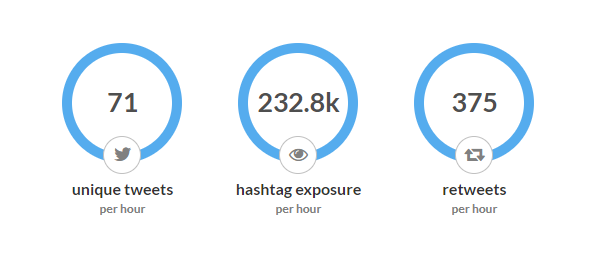 71 232.8k 375
unique tweets hashtag exposure retweets
per hour per hour per hour